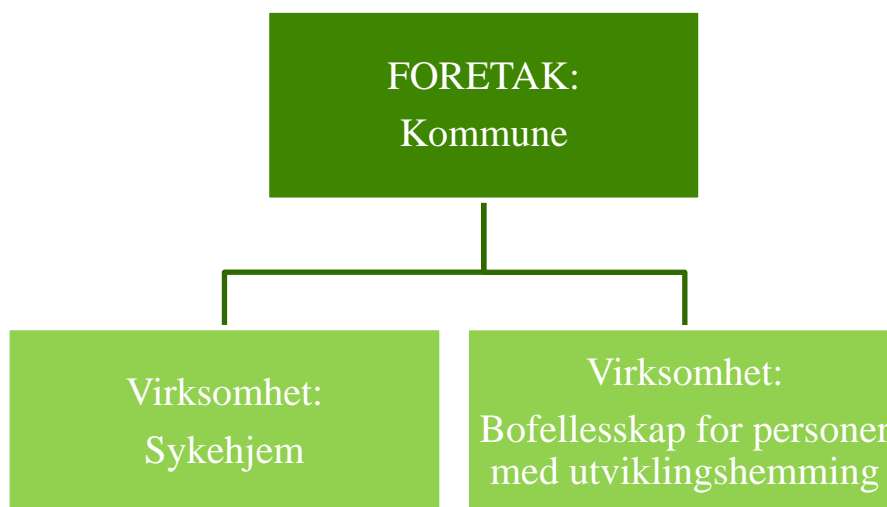 FORETAK:
Kommune
Virksomhet:
Sykehjem
Virksomhet:
Bofellesskap for personer
med utviklingshemming